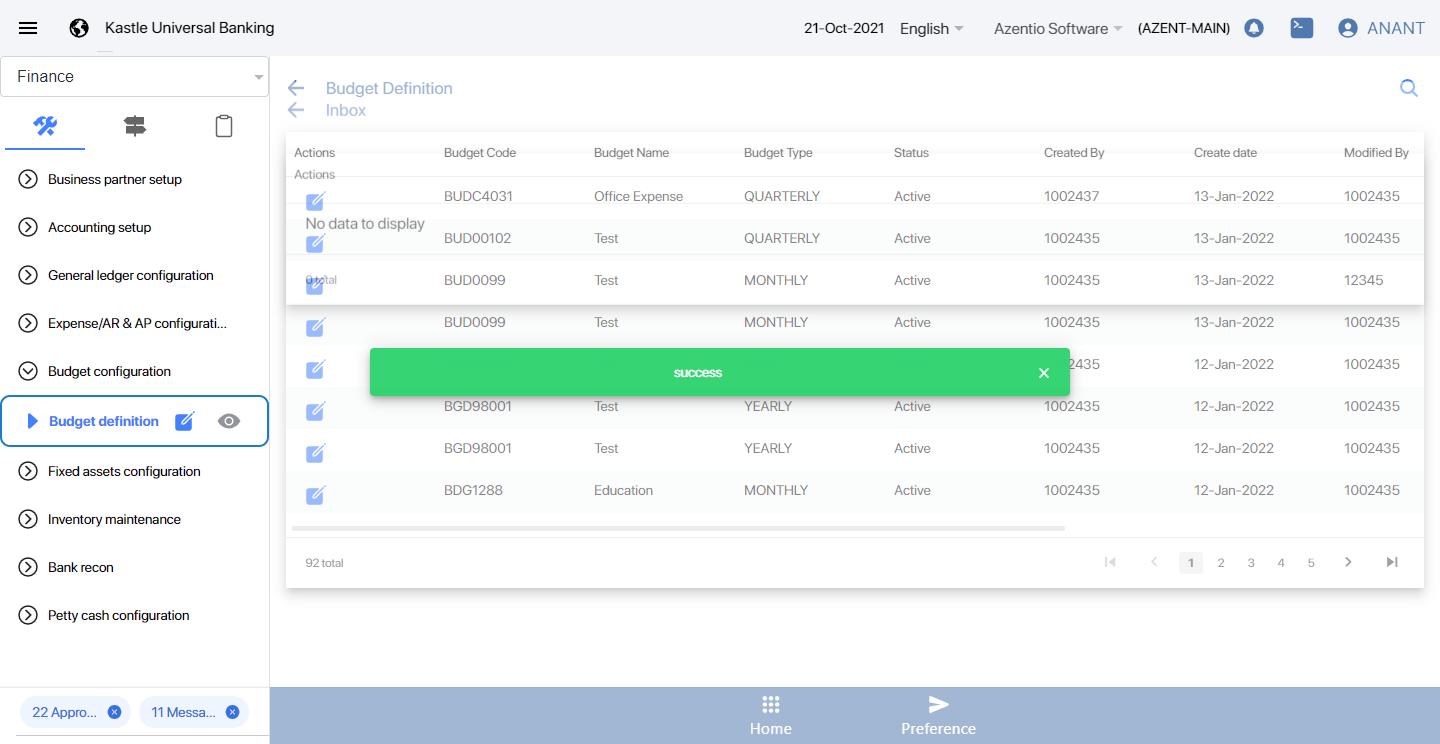 Kastle Universal Banking
21-Oct-2021 English Azentio Software (AZENT-MAIN) ANANT
Finance
Business partner setup
Accounting setup
General ledger configuration
Expense/AR & AP configurati...
Budget configuration
Budget definition
Fixed assets configuration
Inventory maintenance
Bank recon
Petty cash configuration
22 Appro...
11 Messa...
Budget Definition
Inbox
Actions Budget Code Budget Name Budget Type Status Created By Create date Modified By
Actions
BUDC4031 Office Expense QUARTERLY Active 1002437 13-Jan-2022 1002435
No data to display
BUD00102 Test QUARTERLY Active 1002435 13-Jan-2022 1002435
0 total
BUD0099 Test MONTHLY Active 1002435 13-Jan-2022 12345
BUD0099 Test MONTHLY Active 1002435 13-Jan-2022 1002435
2435 12-Jan-2022 1002435
success
BGD98001 Test YEARLY Active 1002435 12-Jan-2022 1002435
BGD98001 Test YEARLY Active 1002435 12-Jan-2022 1002435
BDG1288 Education MONTHLY Active 1002435 12-Jan-2022 1002435
92 total
1 2 3 4 5
Home
Preference